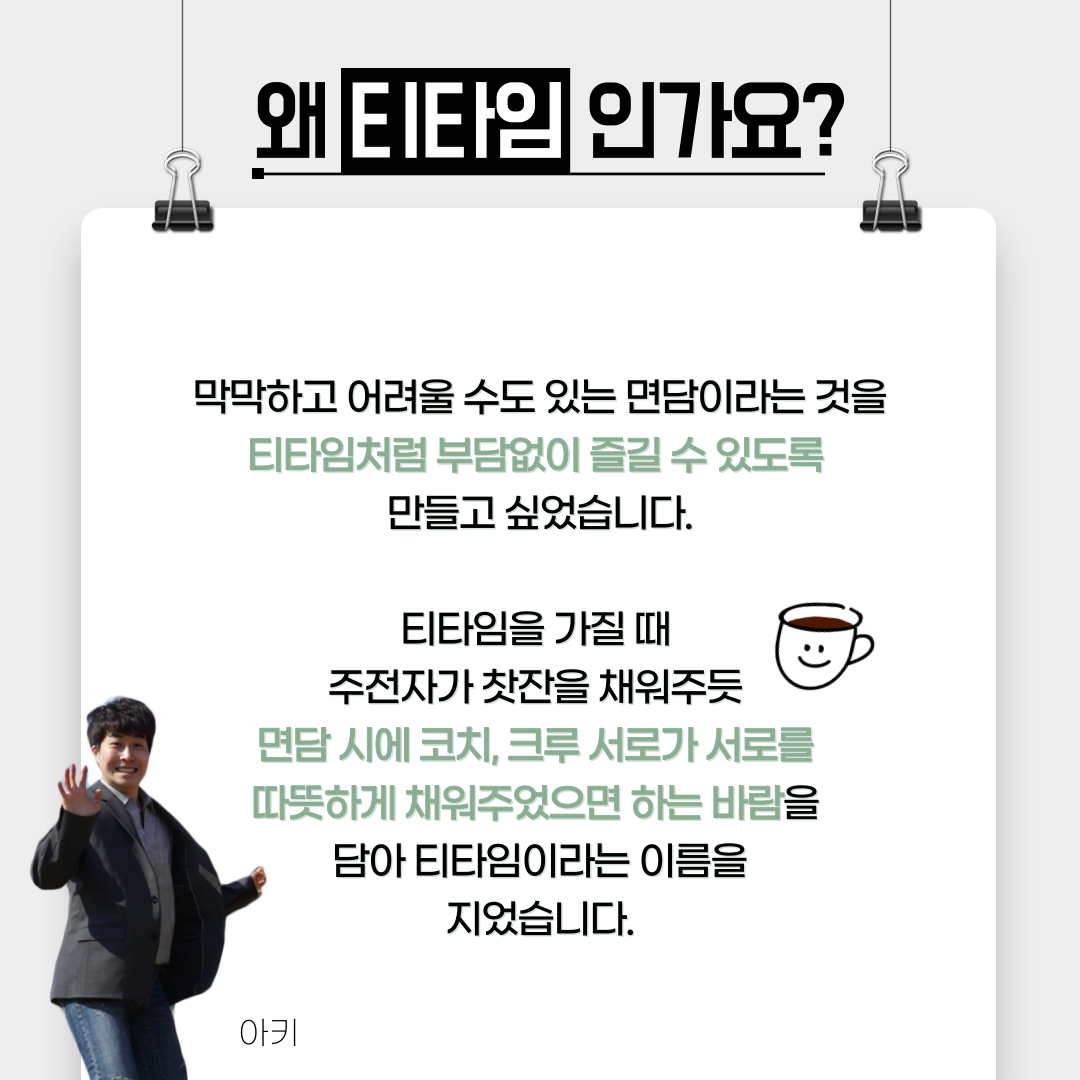 왜 티타임 인가요?
막막하고 어려울 수도 있는 면담이라는 것을
티타임처럼 부담없이 즐길 수 있도록
만들고 싶었습니다.
티타임을 가질 때
주전자가 찻잔을 채워주듯
면담 시에 코치, 크루 서로가 서로를
따뜻하게 채워주었으면 하는 바람을
담아 티타임이라는 이름을
지었습니다.
아키